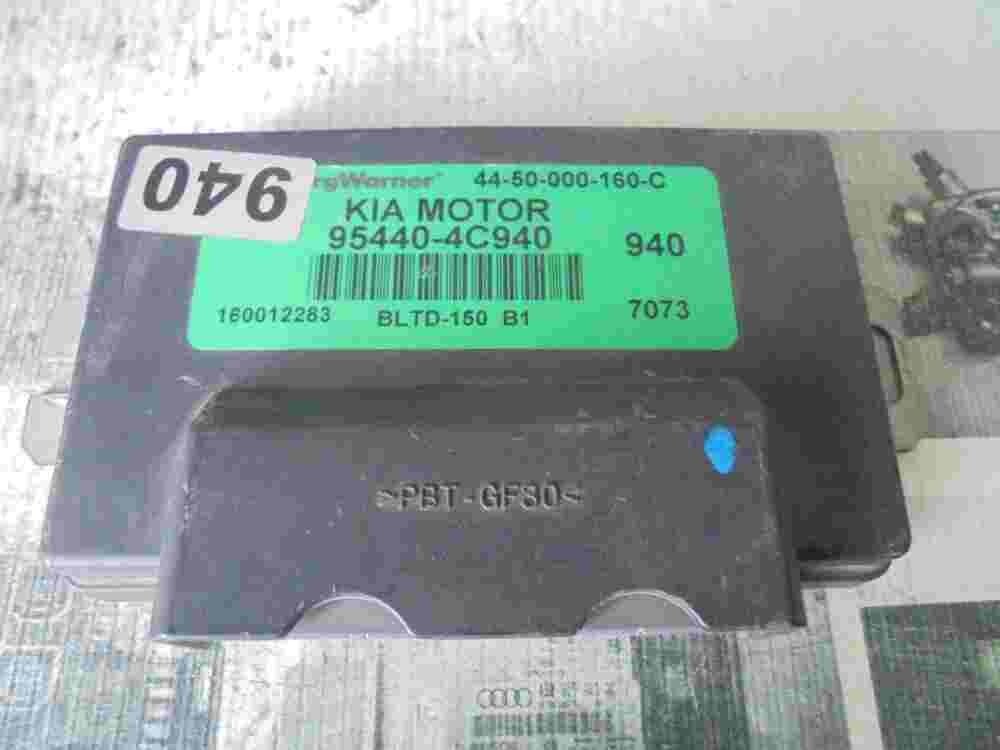 940
rgWarner 44-50-000-160-C
KIA MOTOR
95440-4C940 940
160012283 BLTD-150 B1 7073
>PBT-GF30<